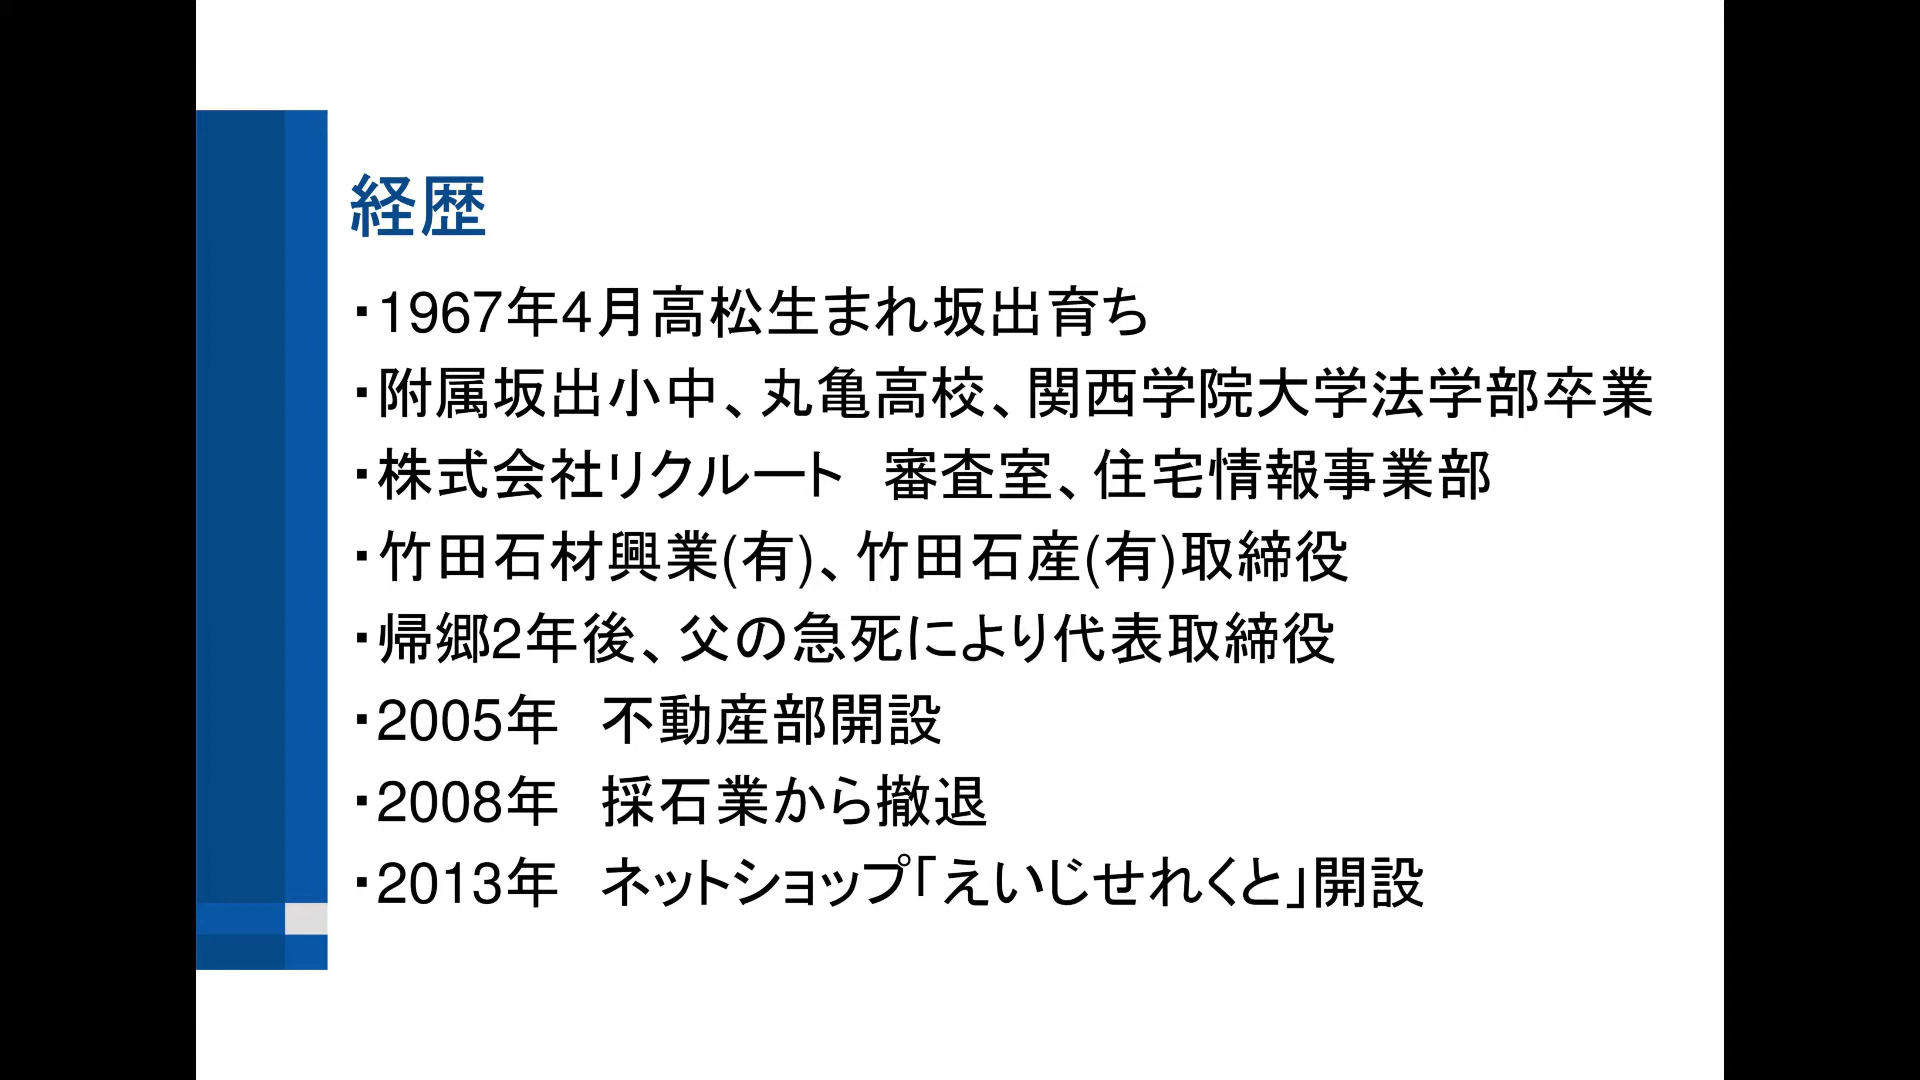 経歴
・1967年4月高松生まれ坂出育ち
・附属坂出小中、丸亀高校、関西学院大学法学部卒業
・株式会社リクルート　審査室、住宅情報事業部
・竹田石材興業(有)、竹田石産(有)取締役
・帰郷2年後、父の急死により代表取締役
・2005年　不動産部開設
・2008年　採石業から撤退
・2013年　ネットショップ「えいじせれくと」開設